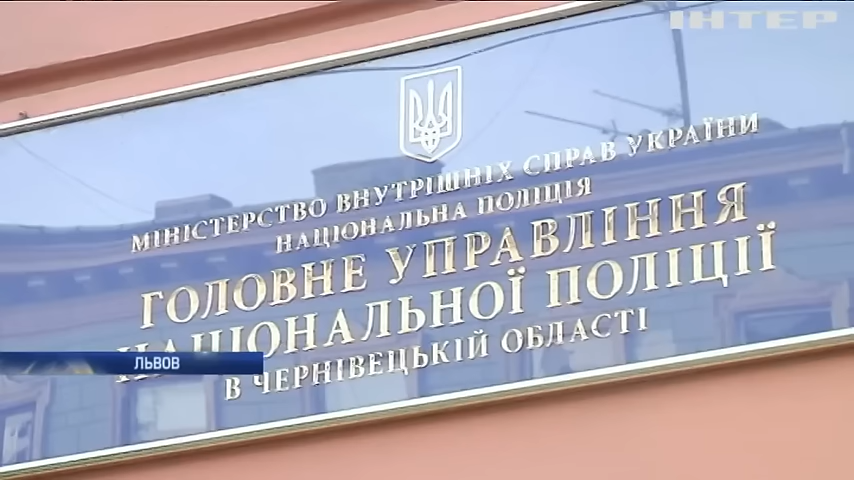 ІНТЕР
МІНІСТЕРСТВО ВНУТРІШНІХ СПРАВ УКРАЇНИ
НАЦІОНАЛЬНА ПОЛІЦІЯ
ГОЛОВНЕ УПРАВЛІННЯ
НАЦІОНАЛЬНОЇ ПОЛІЦІЇ
В ЧЕРНІВЕЦЬКІЙ ОБЛАСТІ
ЛЬВОВ